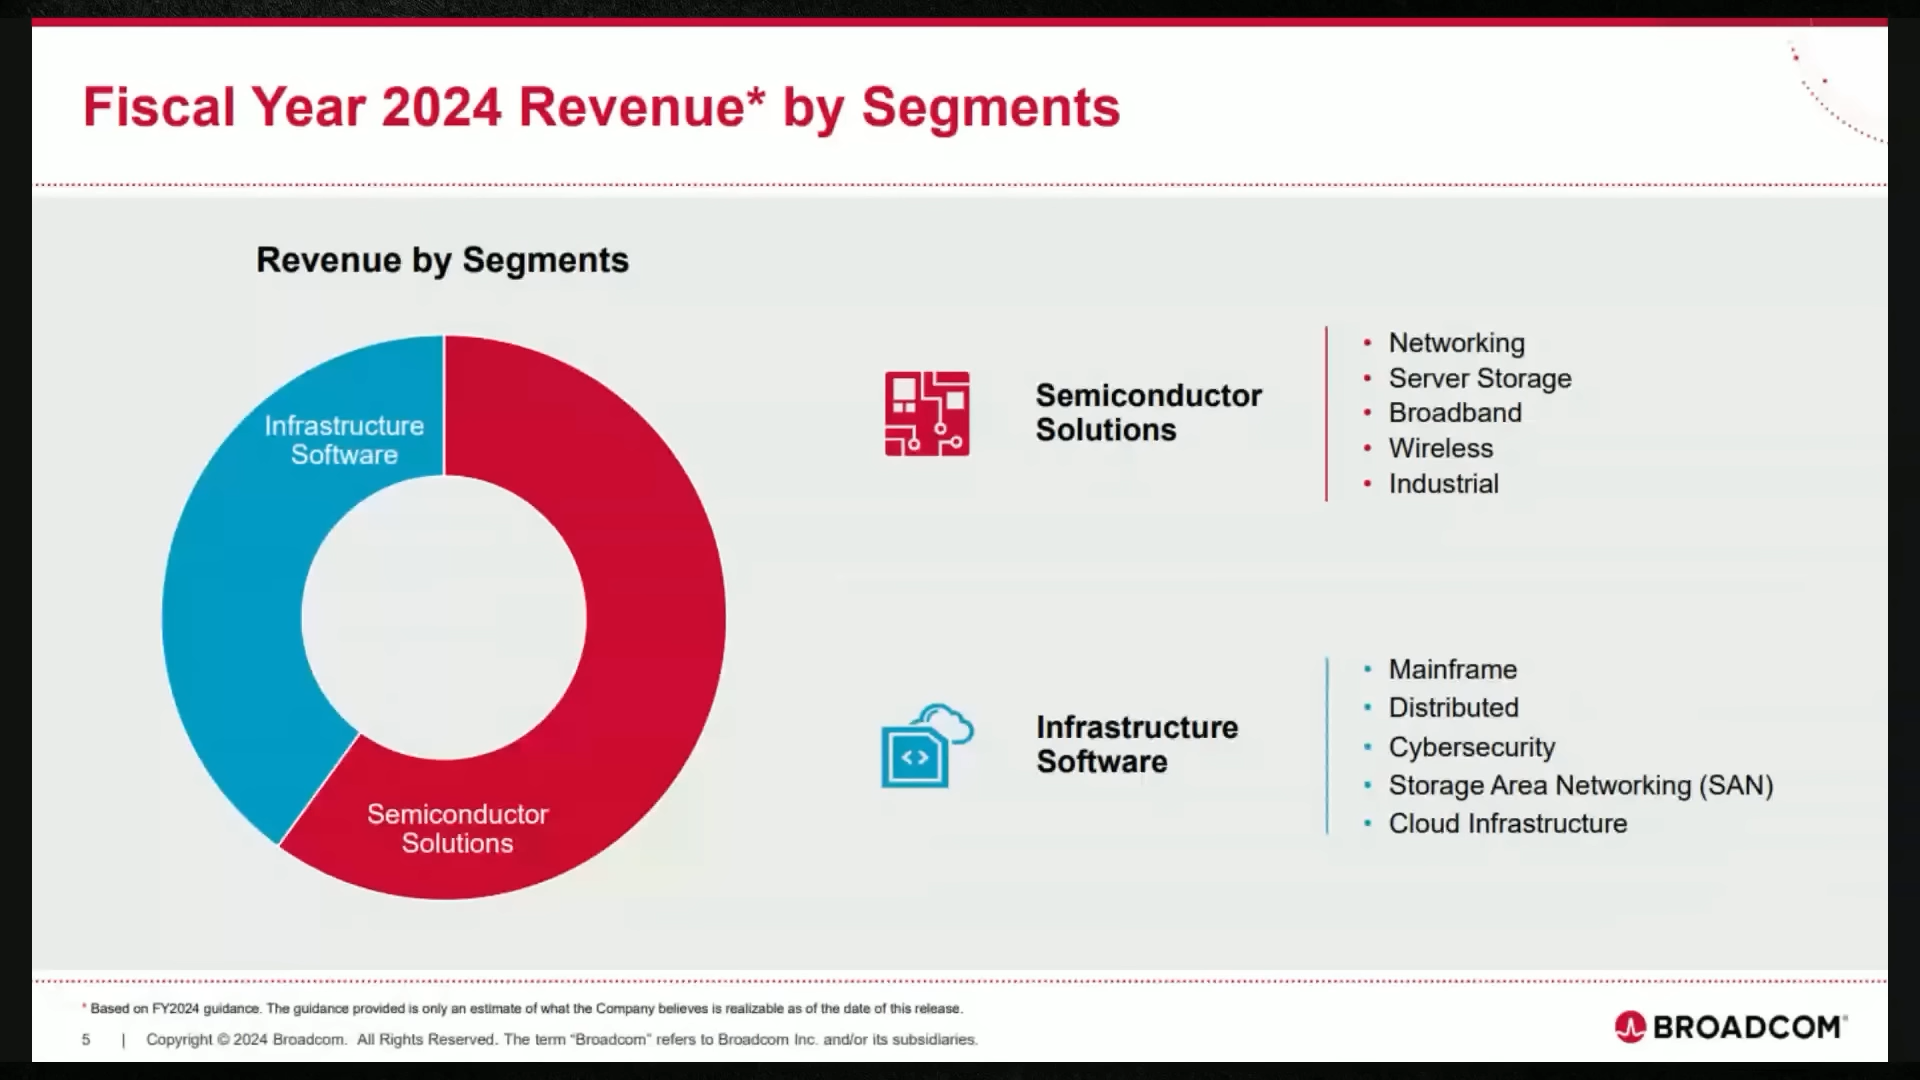 Fiscal Year 2024 Revenue* by Segments
Revenue by Segments
Infrastructure
Software
Semiconductor
Solutions
Semiconductor
Solutions
• Networking
• Server Storage
• Broadband
• Wireless
• Industrial
<>
Infrastructure
Software
• Mainframe
• Distributed
• Cybersecurity
• Storage Area Networking (SAN)
• Cloud Infrastructure
* Based on FY2024 guidance. The guidance provided is only an estimate of what the Company believes is realizable as of the date of this release.
5 | Copyright © 2024 Broadcom. All Rights Reserved. The term “Broadcom” refers to Broadcom Inc. and/or its subsidiaries.
BROADCOM®